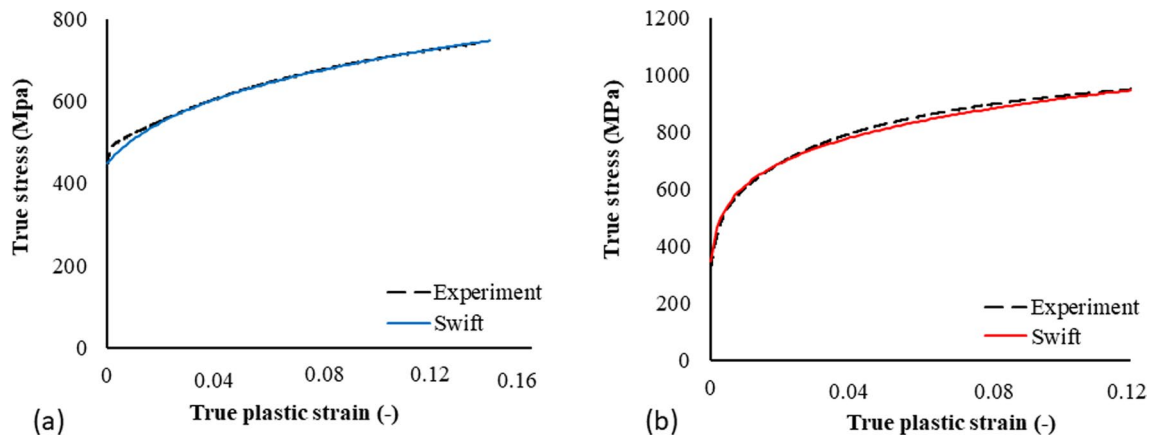 True stress (Mpa)
800
600
400
200
0
0 0.04 0.08 0.12 0.16
True plastic strain (-)
Experiment
Swift
(a)
True stress (MPa)
1200
1000
800
600
400
200
0
0 0.04 0.08 0.12
True plastic strain (-)
Experiment
Swift
(b)